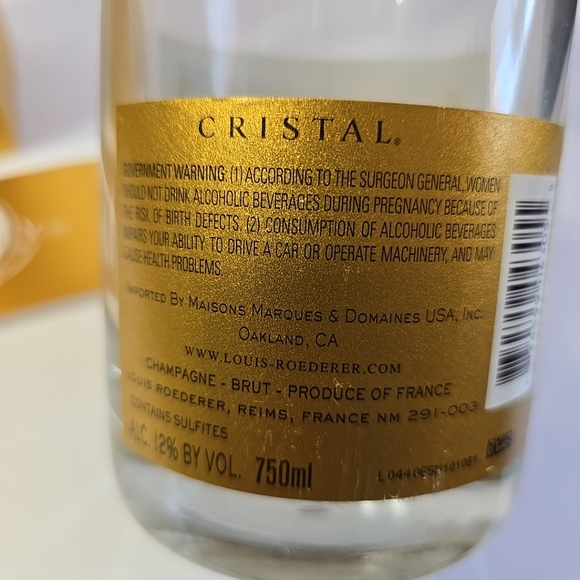 CRISTAL®
GOVERNMENT WARNING: (1) ACCORDING TO THE SURGEON GENERAL, WOMEN
SHOULD NOT DRINK ALCOHOLIC BEVERAGES DURING PREGNANCY BECAUSE OF
THE RISK OF BIRTH DEFECTS. (2) CONSUMPTION OF ALCOHOLIC BEVERAGES
IMPAIRS YOUR ABILITY TO DRIVE A CAR OR OPERATE MACHINERY, AND MAY
CAUSE HEALTH PROBLEMS.
IMPORTED BY MAISONS MARQUES & DOMAINES USA, INC.
OAKLAND, CA
WWW.LOUIS-ROEDERER.COM
CHAMPAGNE - BRUT - PRODUCE OF FRANCE
LOUIS ROEDERER, REIMS, FRANCE NM 291-003
CONTAINS SULFITES
ALC. 12% BY VOL. 750ml